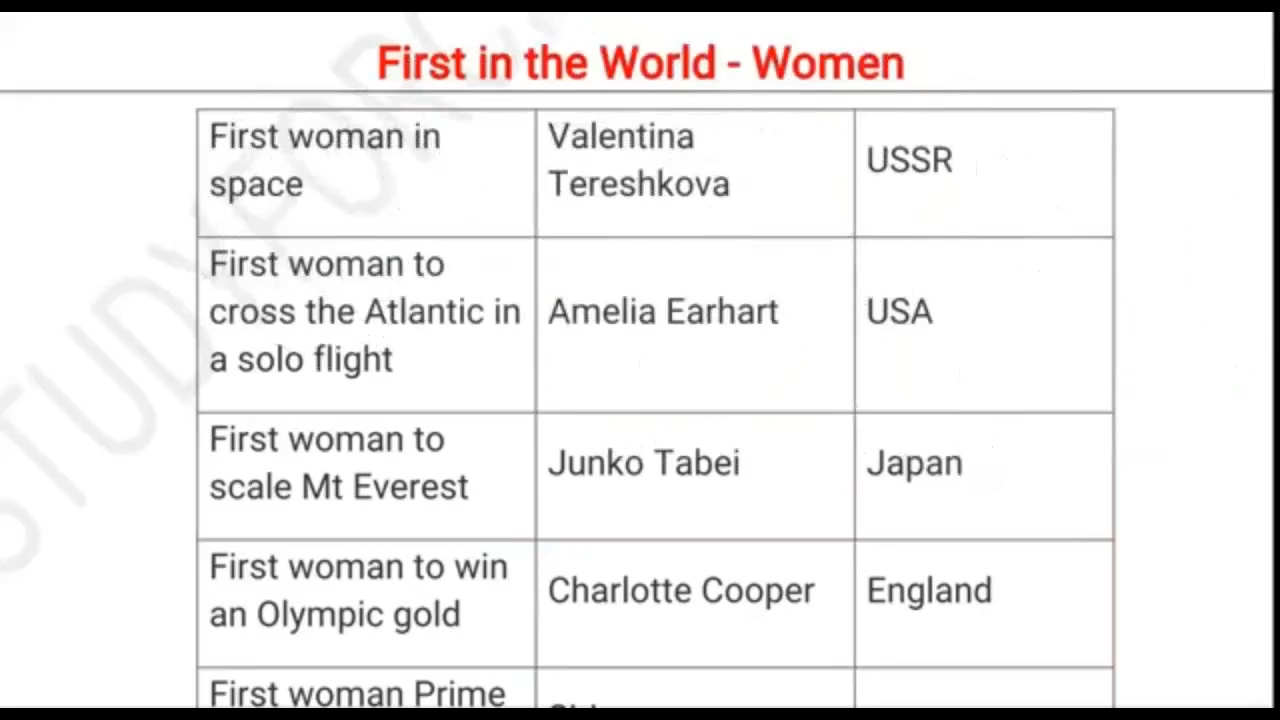 First in the World - Women
First woman in
space
Valentina
Tereshkova
USSR
First woman to
cross the Atlantic in
a solo flight
Amelia Earhart
USA
First woman to
scale Mt Everest
Junko Tabei
Japan
First woman to win
an Olympic gold
Charlotte Cooper
England
First woman Prime